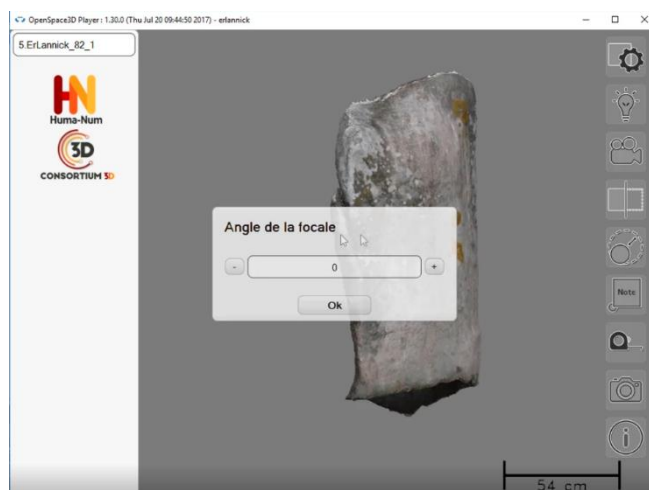 OpenSpace3D Player : 1.30.0 (Thu Jul 20 09:44:50 2017) - erlannick
5.ErLannick_82_1
HN
Huma-Num
3D
CONSORTIUM 3D
Angle de la focale
- 0 +
Ok
Note
i
54 cm